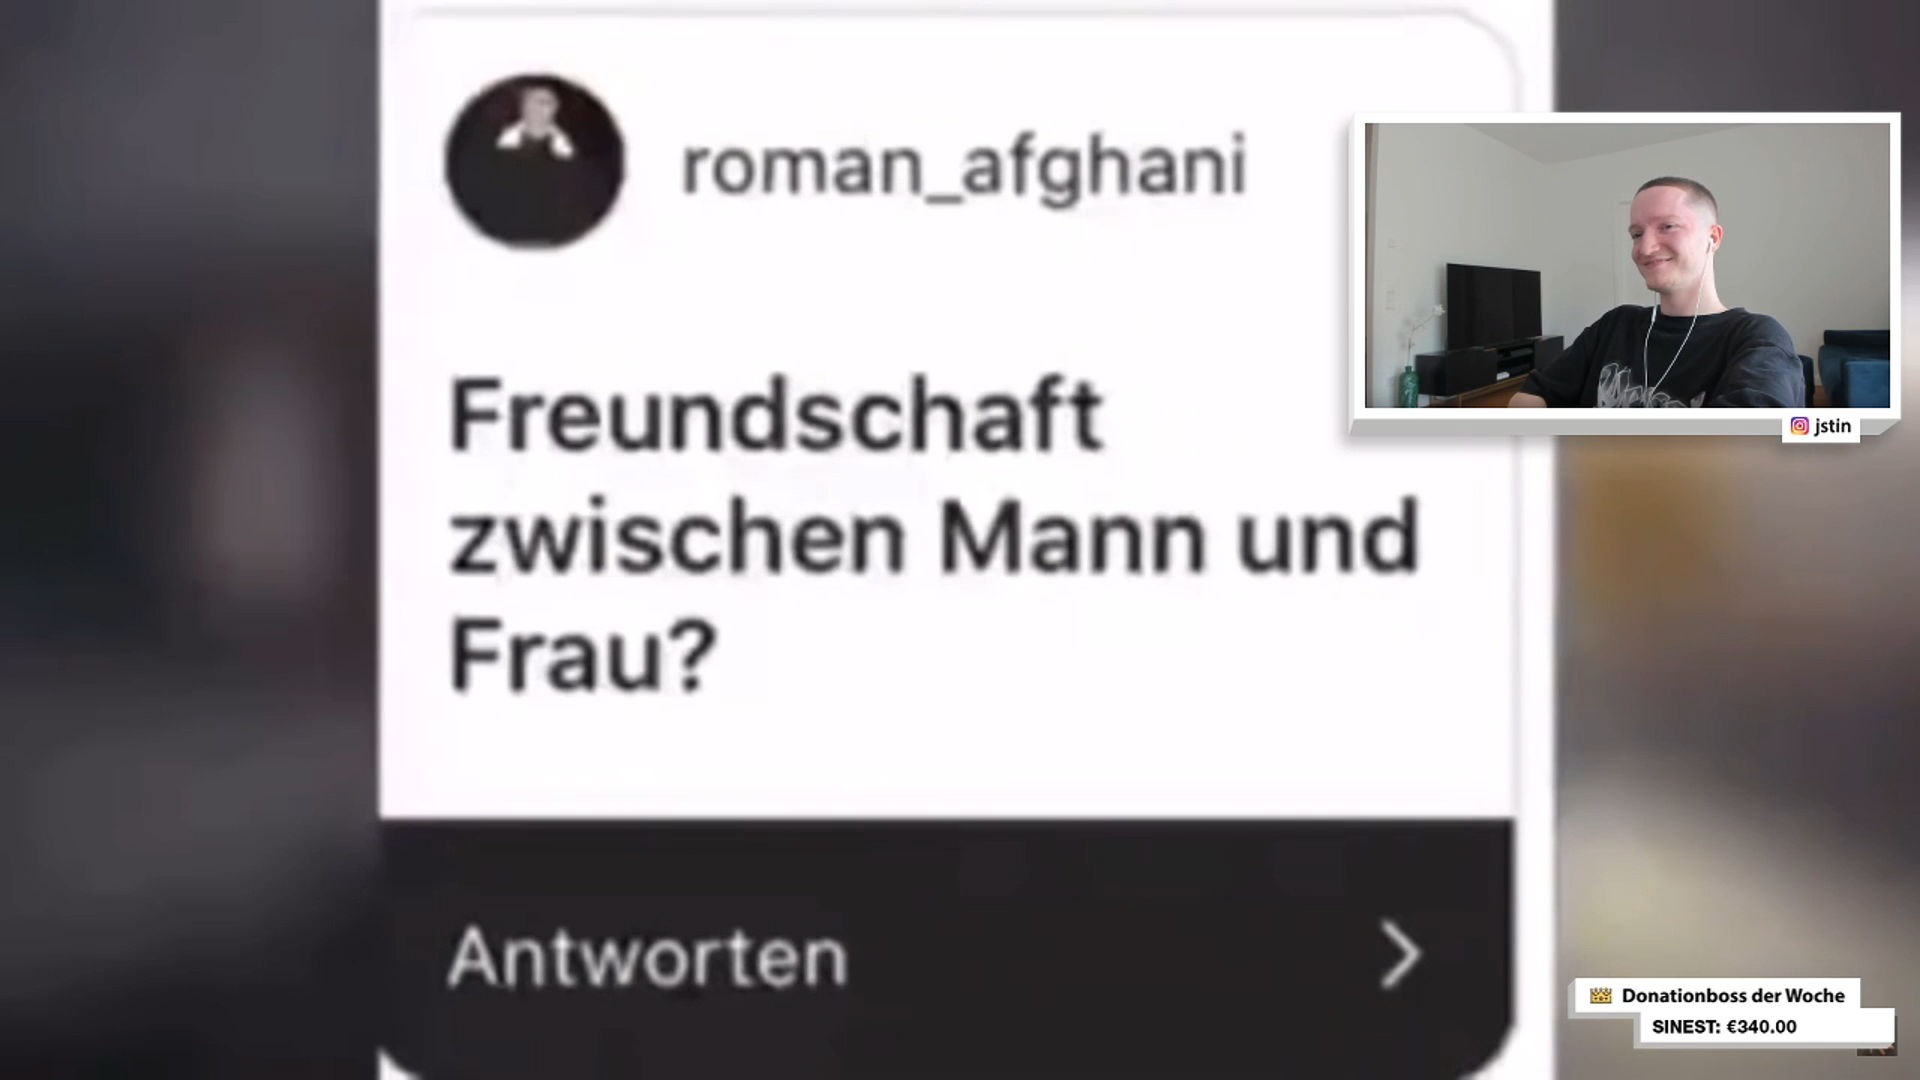 roman_afghani
Freundschaft
zwischen Mann und
Frau?
Antworten
jstin
Donationboss der Woche
SINEST: €340.00